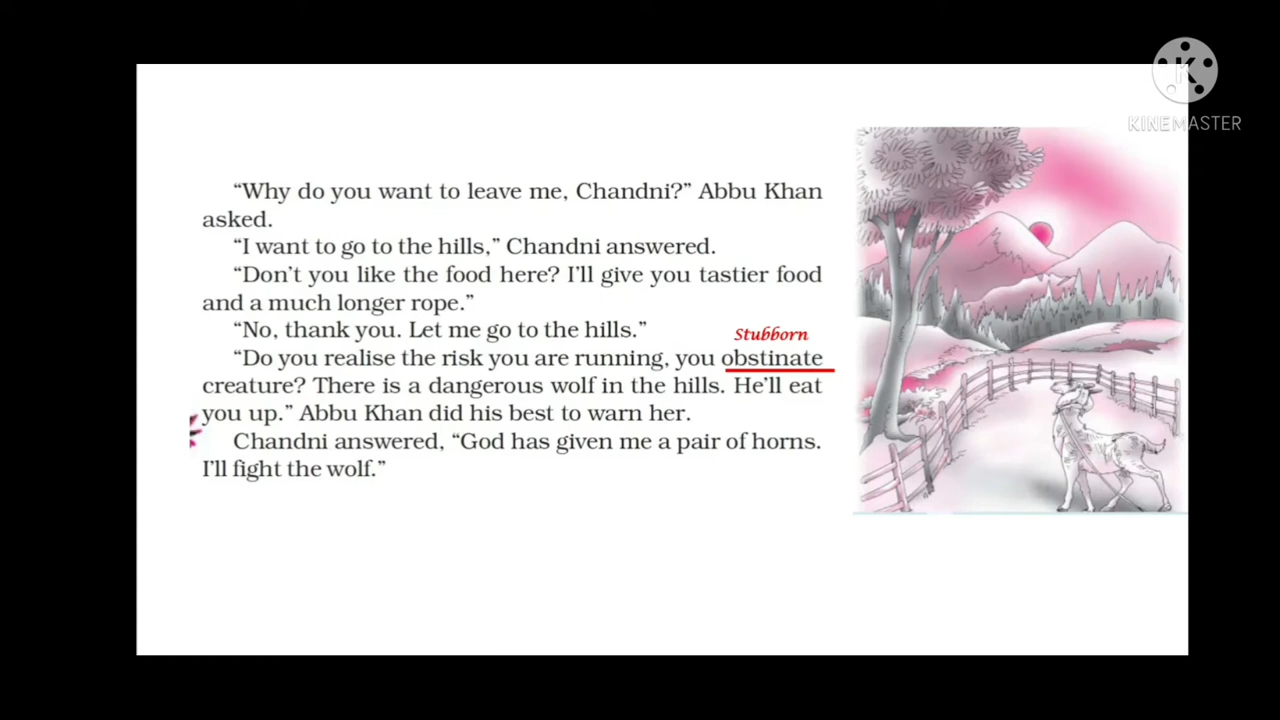 KINEMASTER
“Why do you want to leave me, Chandni?” Abbu Khan
asked.
“I want to go to the hills,” Chandni answered.
“Don’t you like the food here? I’ll give you tastier food
and a much longer rope.”
“No, thank you. Let me go to the hills.”
Stubborn
“Do you realise the risk you are running, you obstinate
creature? There is a dangerous wolf in the hills. He’ll eat
you up.” Abbu Khan did his best to warn her.
Chandni answered, “God has given me a pair of horns.
I’ll fight the wolf.”